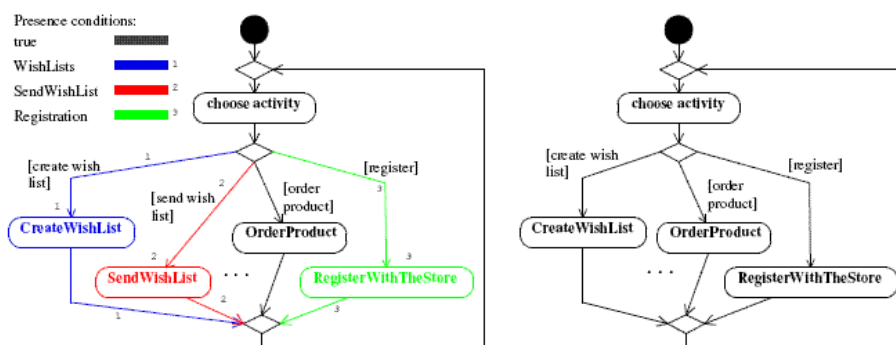 Presence conditions:
true
WishLists 1
SendWishList 2
Registration 3
choose activity
[create wish
list]
1
2
[register]
3
[send wish
list]
[order
product]
1
CreateWishList
OrderProduct
2
3
SendWishList
. . .
RegisterWithTheStore
2
1
3
choose activity
[create wish
list]
[register]
[order
product]
CreateWishList
OrderProduct
. . .
RegisterWithTheStore